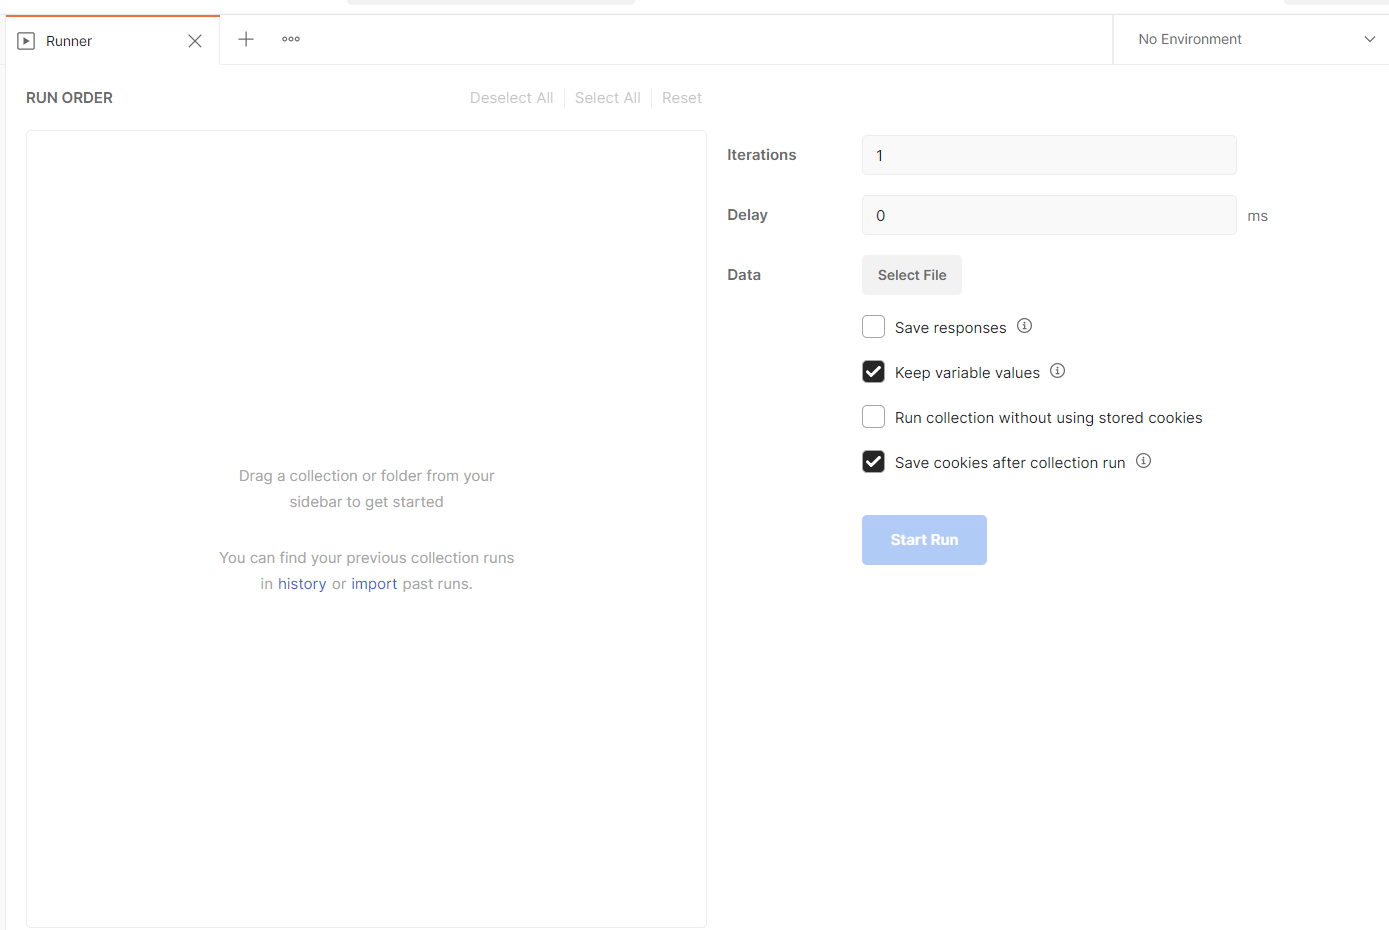 Runner
No Environment
RUN ORDER
Deselect All
Select All
Reset
Iterations
1
Delay
0
ms
Data
Select File
Save responses
Keep variable values
Run collection without using stored cookies
Save cookies after collection run
Start Run
Drag a collection or folder from your
sidebar to get started
You can find your previous collection runs
in history or import past runs.